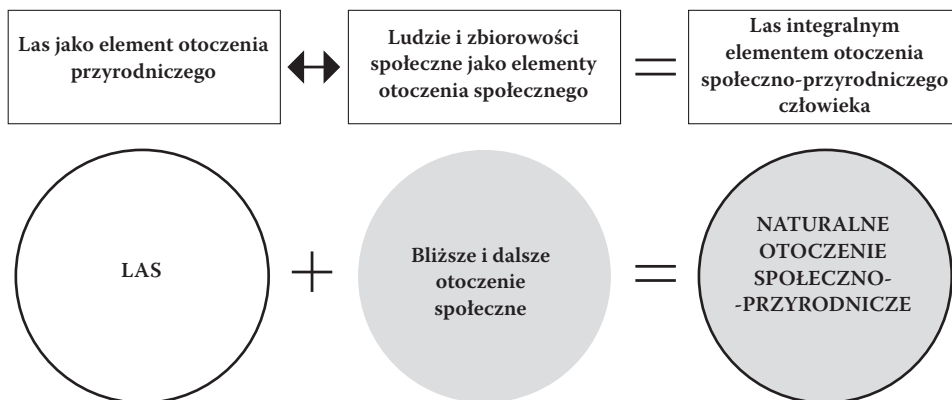 Las jako element otoczenia
przyrodniczego
Ludzie i zbiorowości
społeczne jako elementy
otoczenia społecznego
Las integralnym
elementem otoczenia
społeczno-przyrodniczego
człowieka
LAS
Bliższe i dalsze
otoczenie
społeczne
NATURALNE
OTOCZENIE
SPOŁECZNO-
-PRZYRODNICZE